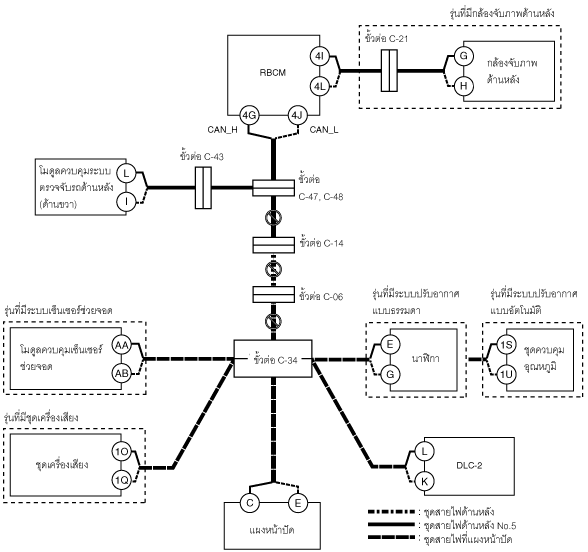 รุ่นที่มีกล้องจับภาพด้านหลัง
ขั้วต่อ C-21
4I
RBCM
4L
G
H
กล้องจับภาพ
ด้านหลัง
4G
4J
CAN_H
CAN_L
ขั้วต่อ C-43
โมดูลควบคุมระบบ
ตรวจจับรถด้านหลัง
(ด้านขวา)
L
I
ขั้วต่อ
C-47, C-48
ขั้วต่อ C-14
ขั้วต่อ C-06
รุ่นที่มีระบบเซ็นเซอร์ช่วยจอด
โมดูลควบคุมเซ็นเซอร์
ช่วยจอด
AA
AB
ขั้วต่อ C-34
รุ่นที่มีระบบปรับอากาศ
แบบธรรมดา
E
G
นาฬิกา
รุ่นที่มีระบบปรับอากาศ
แบบอัตโนมัติ
1S
1U
ชุดควบคุม
อุณหภูมิ
รุ่นที่มีชุดเครื่องเสียง
ชุดเครื่องเสียง
1O
1Q
L
K
DLC-2
C
E
แผงหน้าปัด
: ชุดสายไฟด้านหลัง
: ชุดสายไฟด้านหลัง No.5
: ชุดสายไฟที่แผงหน้าปัด